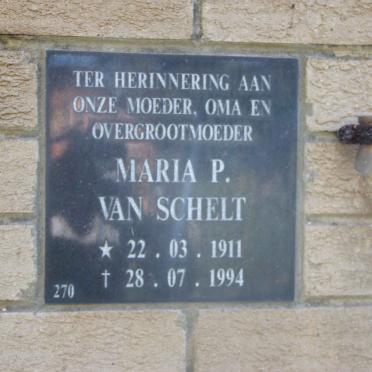 TER HERINNERING AAN
ONZE MOEDER, OMA EN
OVERGROOTMOEDER
MARIA P.
VAN SCHELT
★ 22 . 03 . 1911
† 28 . 07 . 1994
270